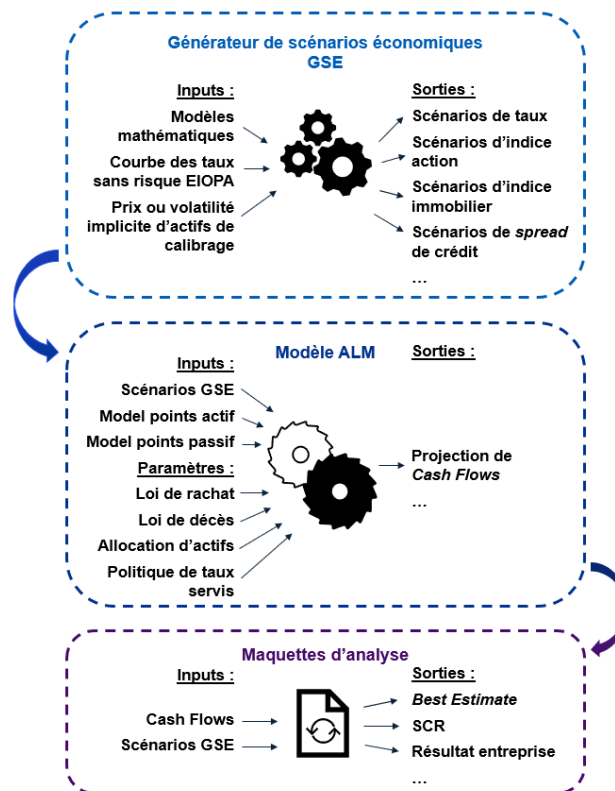 Générateur de scénarios économiques
GSE
Inputs :
Modèles
mathématiques
Courbe des taux
sans risque EIOPA
Prix ou volatilité
implicite d'actifs de
calibrage
Sorties :
Scénarios de taux
Scénarios d'indice
action
Scénarios d'indice
immobilier
Scénarios de spread
de crédit
…
Modèle ALM
Inputs :
Scénarios GSE
Model points actif
Model points passif
Paramètres :
Loi de rachat
Loi de décès
Allocation d'actifs
Politique de taux
servis
Sorties :
Projection de
Cash Flows
…
Maquettes d'analyse
Inputs :
Cash Flows
Scénarios GSE
Sorties :
Best Estimate
SCR
Résultat entreprise
…